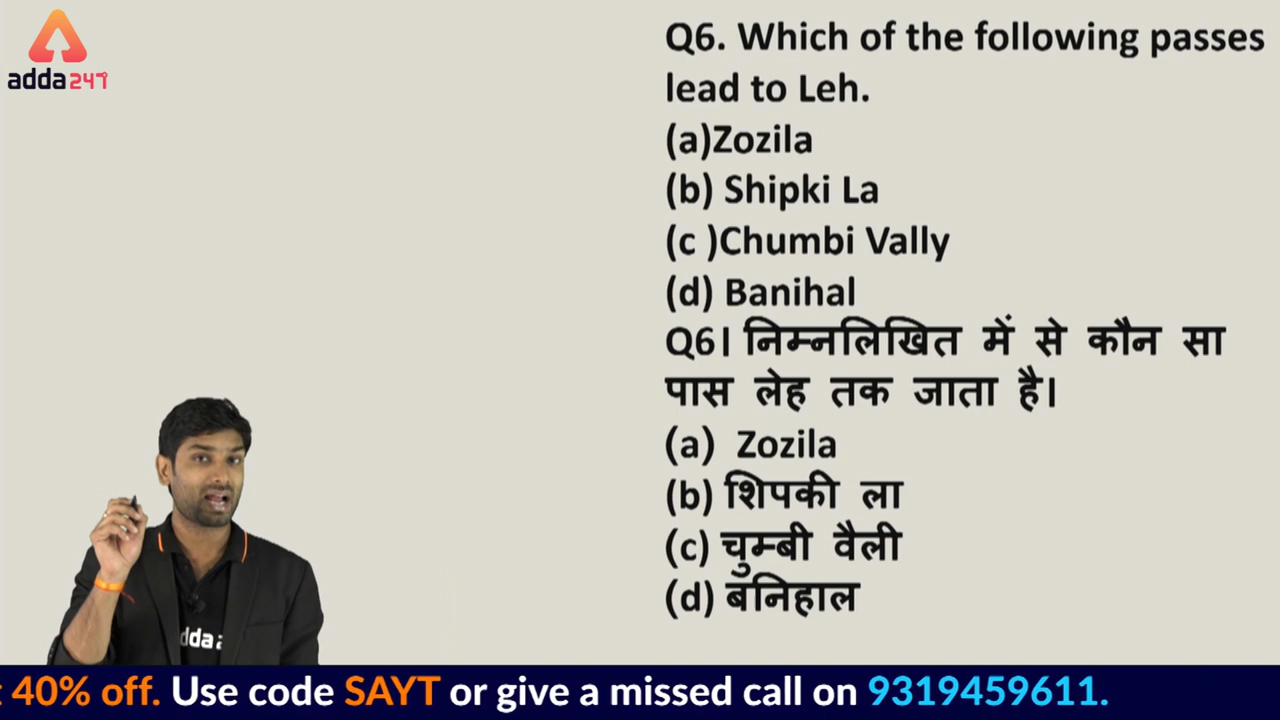 adda247
Q6. Which of the following passes
lead to Leh.
(a)Zozila
(b) Shipki La
(c )Chumbi Vally
(d) Banihal
Q6। निम्नलिखित में से कौन सा
पास लेह तक जाता है।
(a) Zozila
(b) शिपकी ला
(c) चुम्बी वैली
(d) बनिहाल
dda
40% off. Use code SAYT or give a missed call on 9319459611.